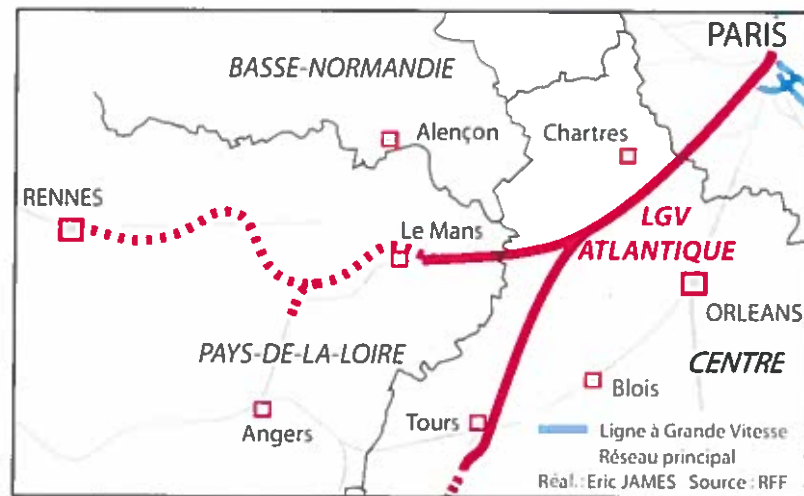 PARIS
BASSE-NORMANDIE
Alençon
Chartres
RENNES
Le Mans
LGV
ATLANTIQUE
ORLEANS
PAYS-DE-LA-LOIRE
CENTRE
Blois
Angers
Tours
Ligne à Grande Vitesse
Réseau principal
Réal. : Eric JAMES Source : RFF